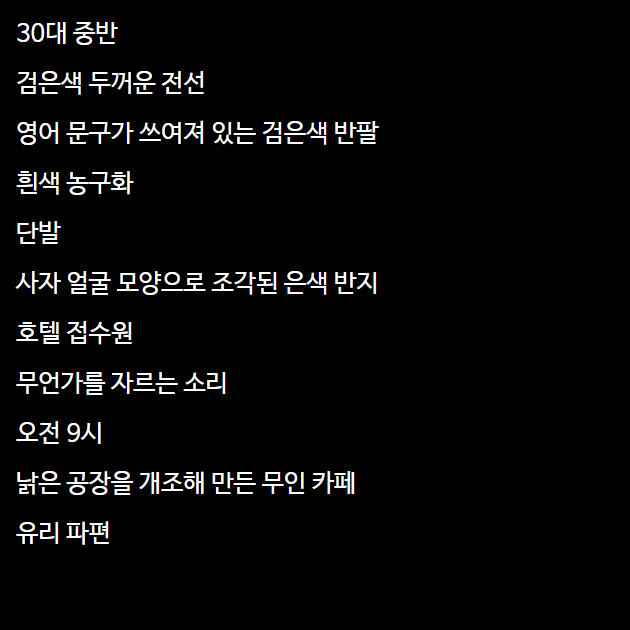 30대 중반
검은색 두꺼운 전선
영어 문구가 쓰여져 있는 검은색 반팔
흰색 농구화
단발
사자 얼굴 모양으로 조각된 은색 반지
호텔 접수원
무언가를 자르는 소리
오전 9시
낡은 공장을 개조해 만든 무인 카페
유리 파편